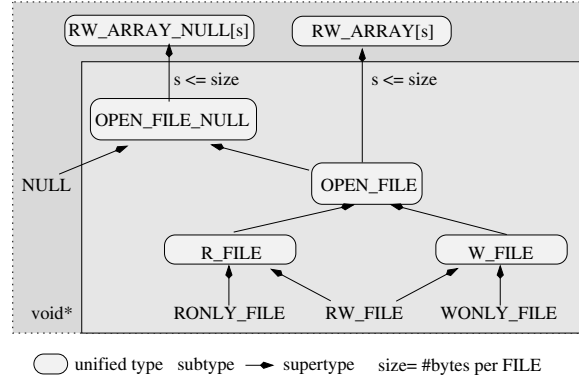 RW_ARRAY_NULL[s] RW_ARRAY[s]
s <= size s <= size
OPEN_FILE_NULL
NULL OPEN_FILE
R_FILE W_FILE
void* RONLY_FILE RW_FILE WONLY_FILE
unified type subtype supertype size= #bytes per FILE